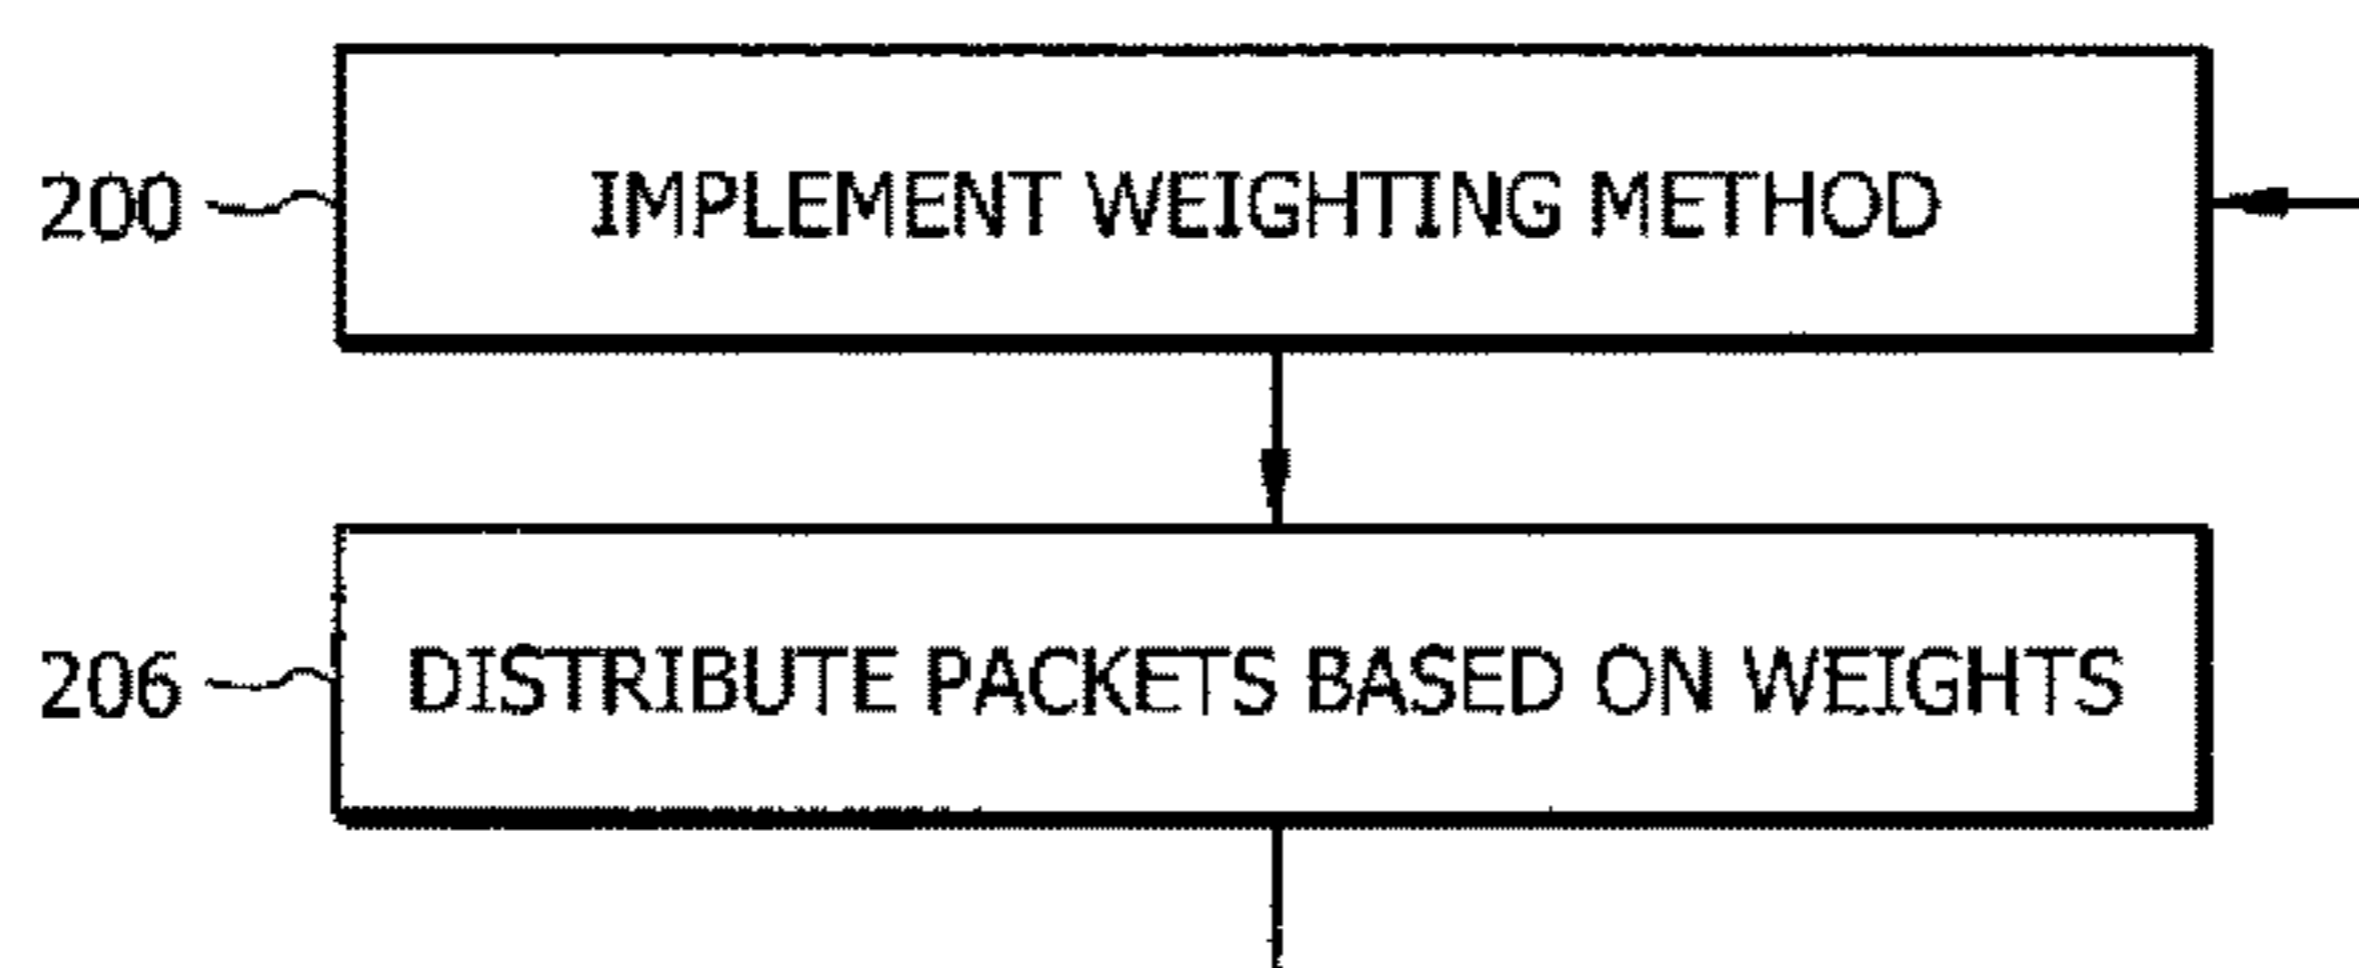 200 IMPLEMENT WEIGHTING METHOD
206 DISTRIBUTE PACKETS BASED ON WEIGHTS